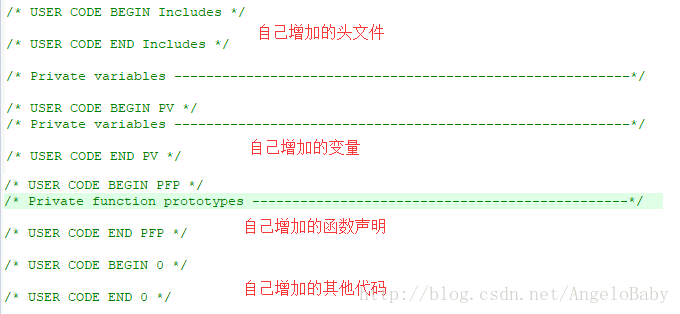 /* USER CODE BEGIN Includes */
自己增加的头文件
/* USER CODE END Includes */
/* Private variables ---------------------------------------------------------*/
/* USER CODE BEGIN PV */
/* Private variables ---------------------------------------------------------*/
自己增加的变量
/* USER CODE END PV */
/* USER CODE BEGIN PFP */
/* Private function prototypes -----------------------------------------------*/
自己增加的函数声明
/* USER CODE END PFP */
/* USER CODE BEGIN 0 */
自己增加的其他代码
http://blog.csdn.net/AngeloBaby
/* USER CODE END 0 */